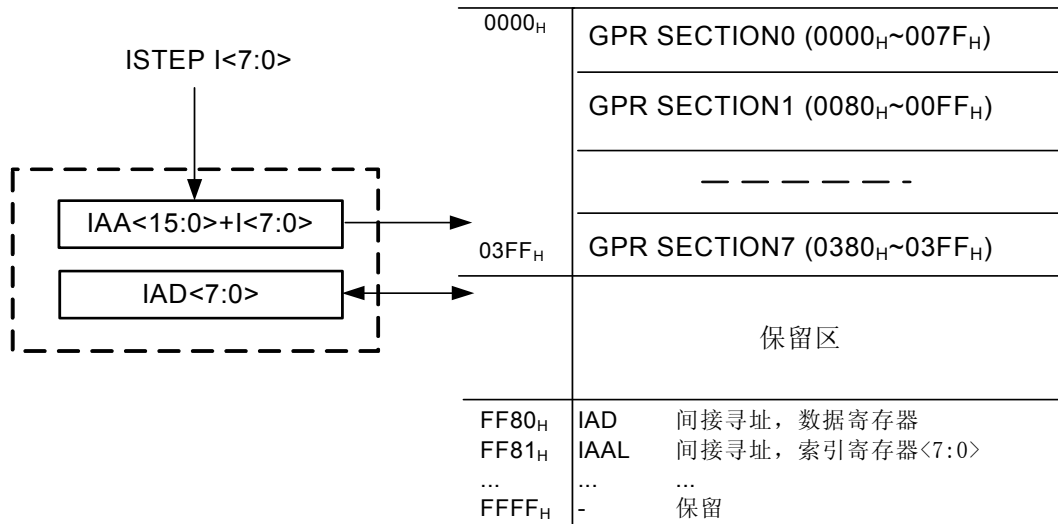 ISTEP I<7:0>
IAA<15:0>+I<7:0>
IAD<7:0>
0000H GPR SECTION0 (0000H~007FH)
GPR SECTION1 (0080H~00FFH)
03FFH GPR SECTION7 (0380H~03FFH)
保留区
FF80H IAD 间接寻址，数据寄存器
FF81H IAAL 间接寻址，索引寄存器<7:0>
... ... ...
FFFFH - 保留